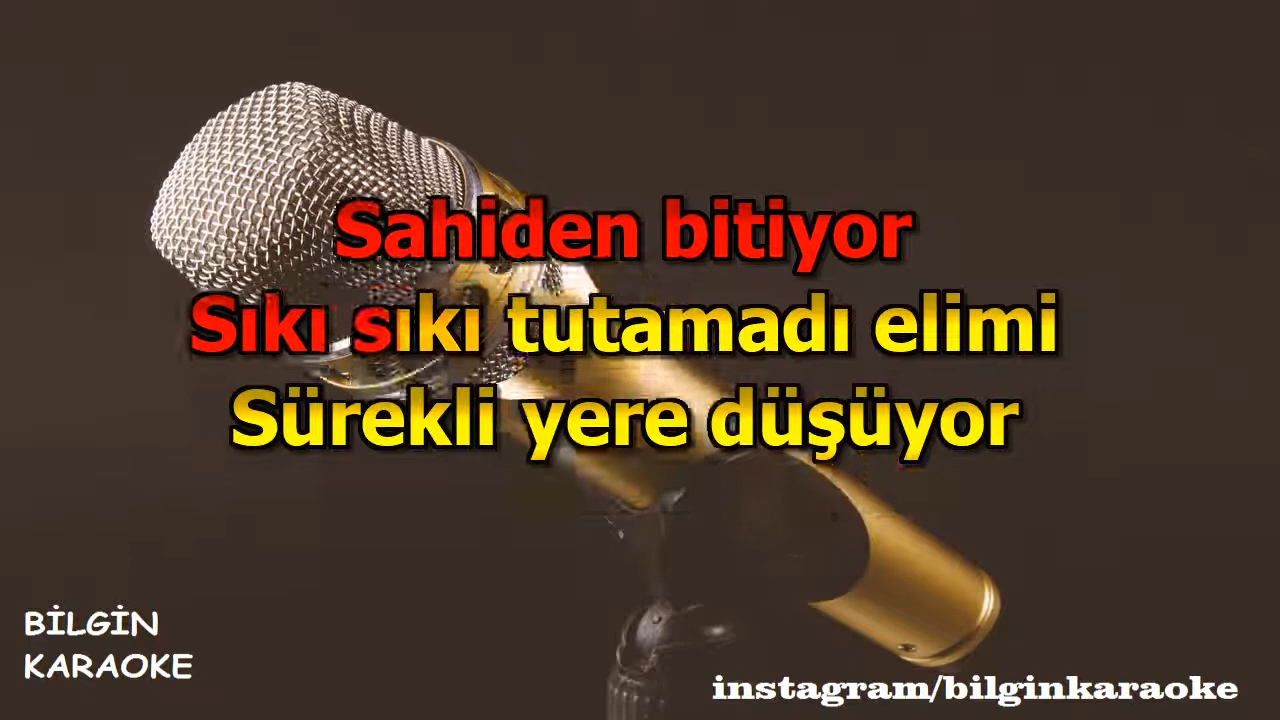 Sahiden bitiyor
Sıkı sıkı tutamadı elimi
Sürekli yere düşüyor
BİLGİN
KARAOKE
instagram/bilginkaraoke